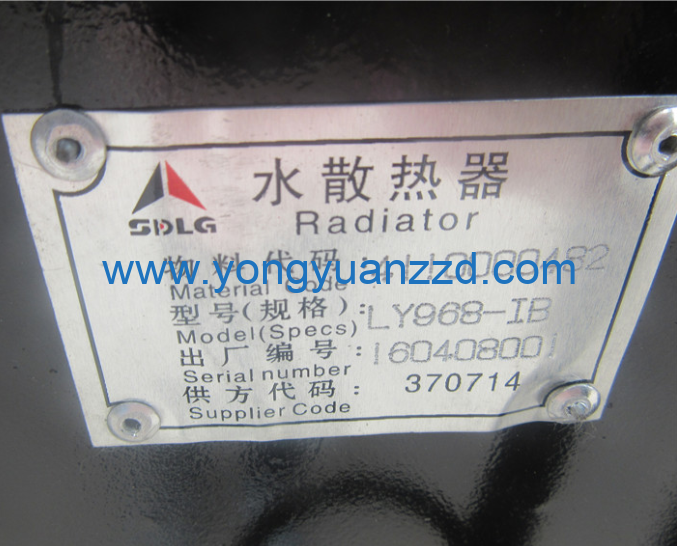 SDLG
水散热器
Radiator
物料代码:
Material Code
www.yongyuanzzd.com
型号(规格):LY968-IB
Model(Specs)
出厂编号:160408001
Serial number
供方代码: 370714
Supplier Code